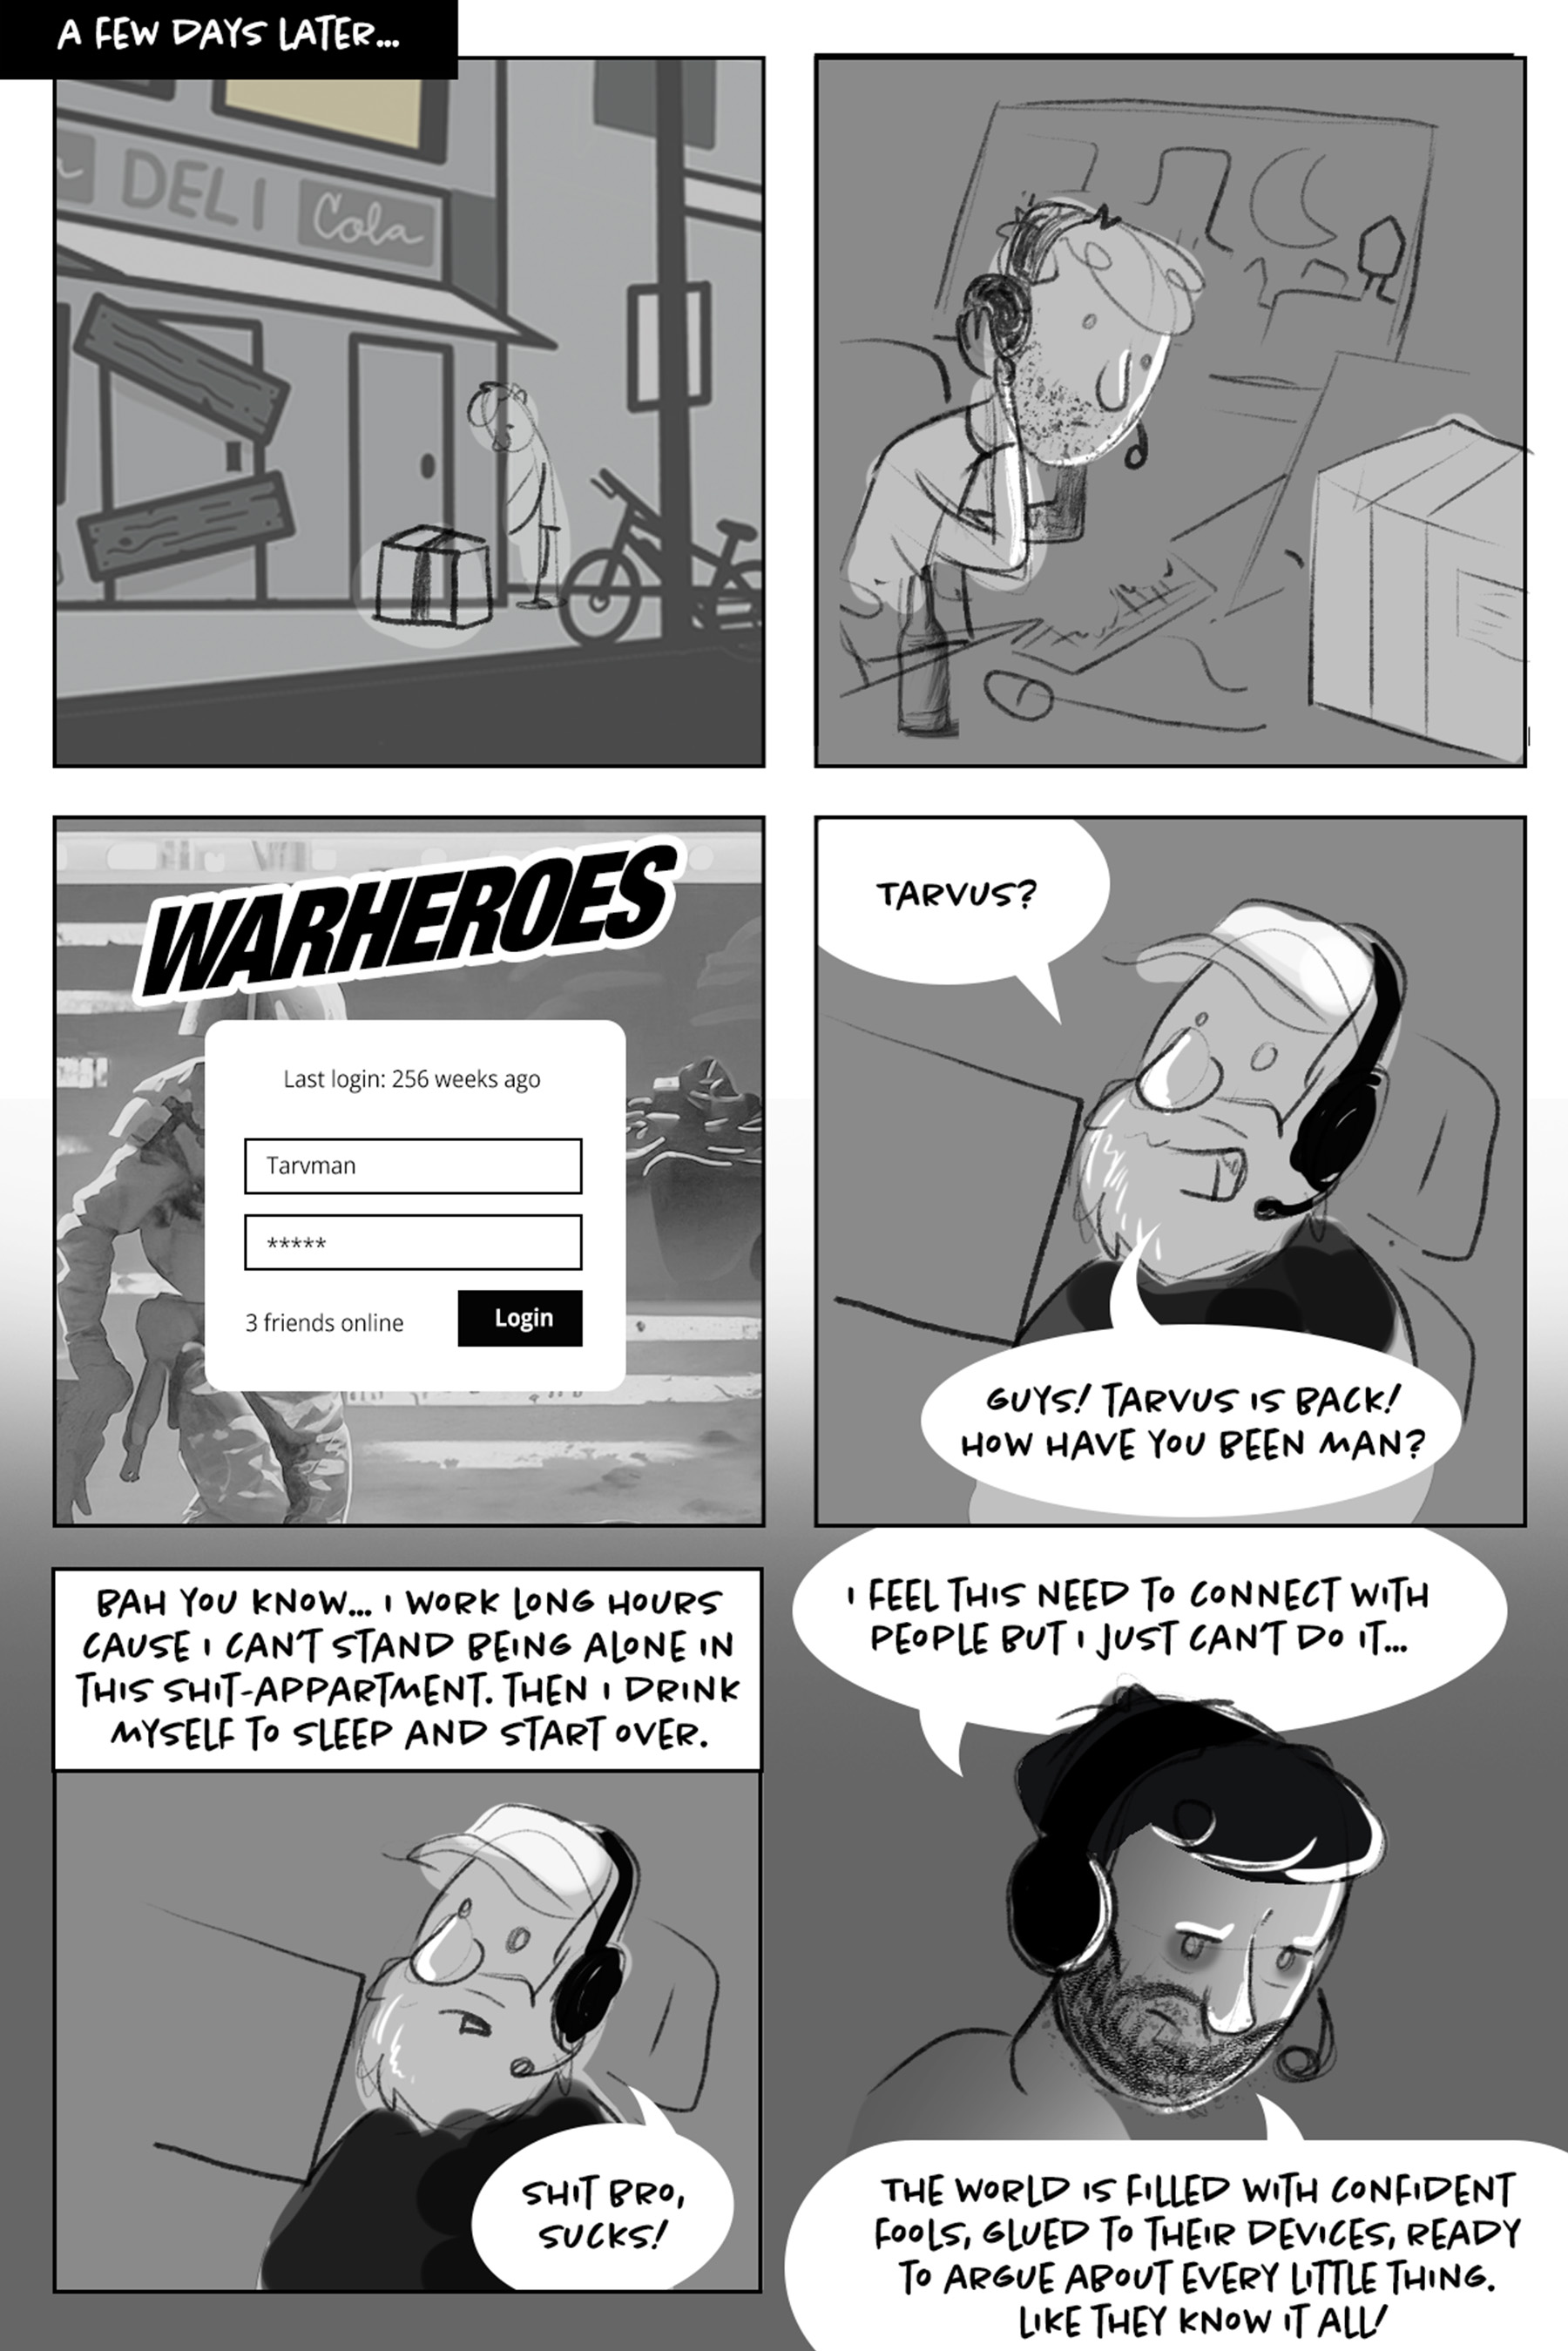 A FEW DAYS LATER...
DELI
Cola
WARHEROES
Last login: 256 weeks ago
Tarvman
*****
3 friends online
Login
TARVUS?
GUYS! TARVUS IS BACK!
HOW HAVE YOU BEEN MAN?
BAH YOU KNOW... I WORK LONG HOURS
CAUSE I CAN'T STAND BEING ALONE IN
THIS SHIT-APPARTMENT. THEN I DRINK
MYSELF TO SLEEP AND START OVER.
SHIT BRO,
SUCKS!
I FEEL THIS NEED TO CONNECT WITH
PEOPLE BUT I JUST CAN'T DO IT...
THE WORLD IS FILLED WITH CONFIDENT
FOOLS, GLUED TO THEIR DEVICES, READY
TO ARGUE ABOUT EVERY LITTLE THING.
LIKE THEY KNOW IT ALL!